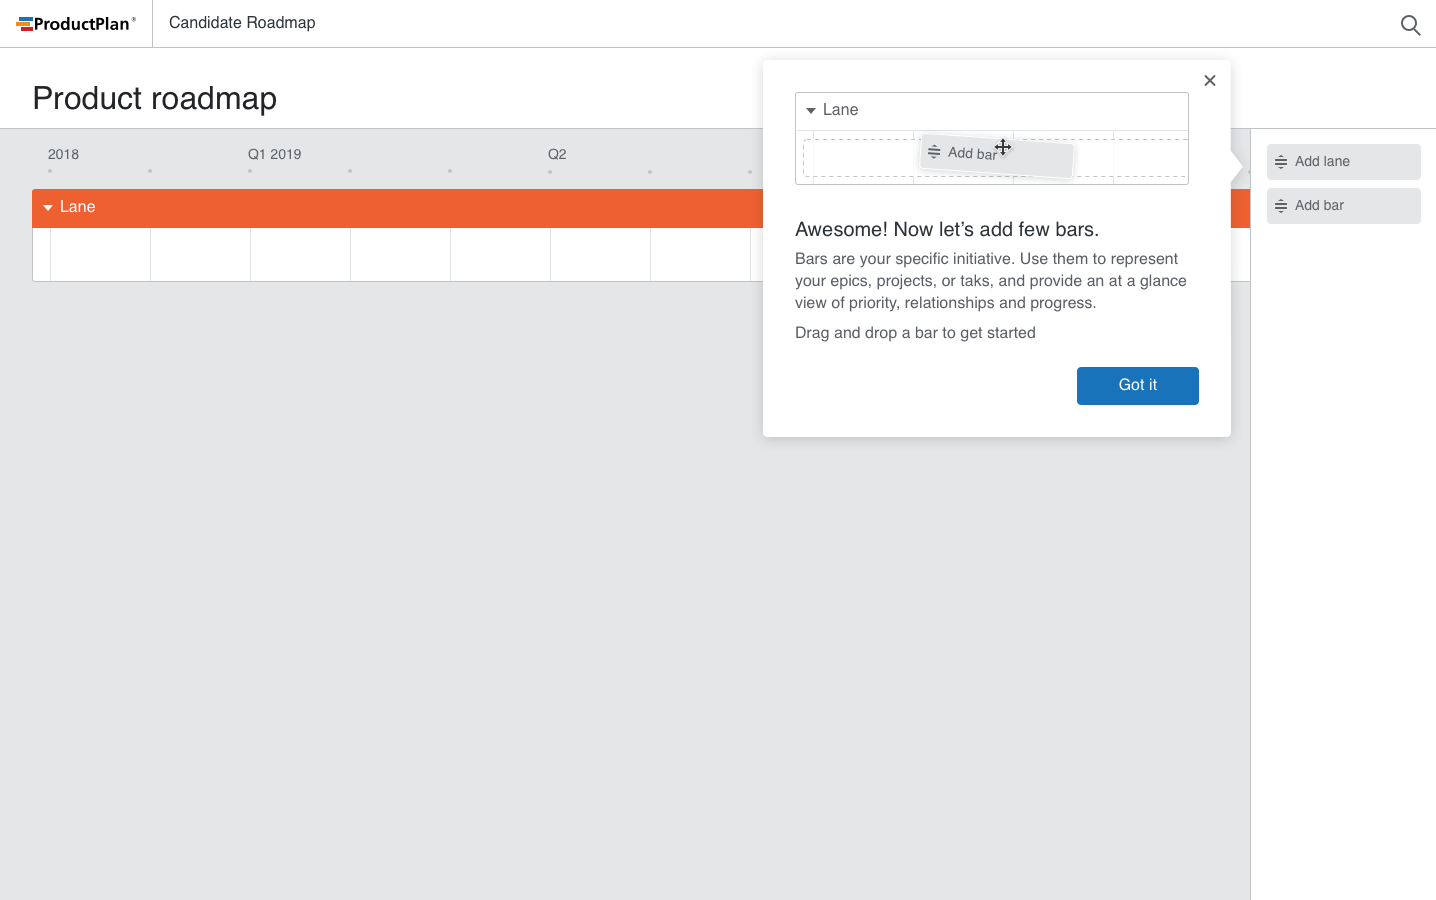 ProductPlan®
Candidate Roadmap
Product roadmap
2018
Q1 2019
Q2
Lane
Lane
Add bar
Awesome! Now let’s add few bars.
Bars are your specific initiative. Use them to represent
your epics, projects, or taks, and provide an at a glance
view of priority, relationships and progress.
Drag and drop a bar to get started
Got it
Add lane
Add bar